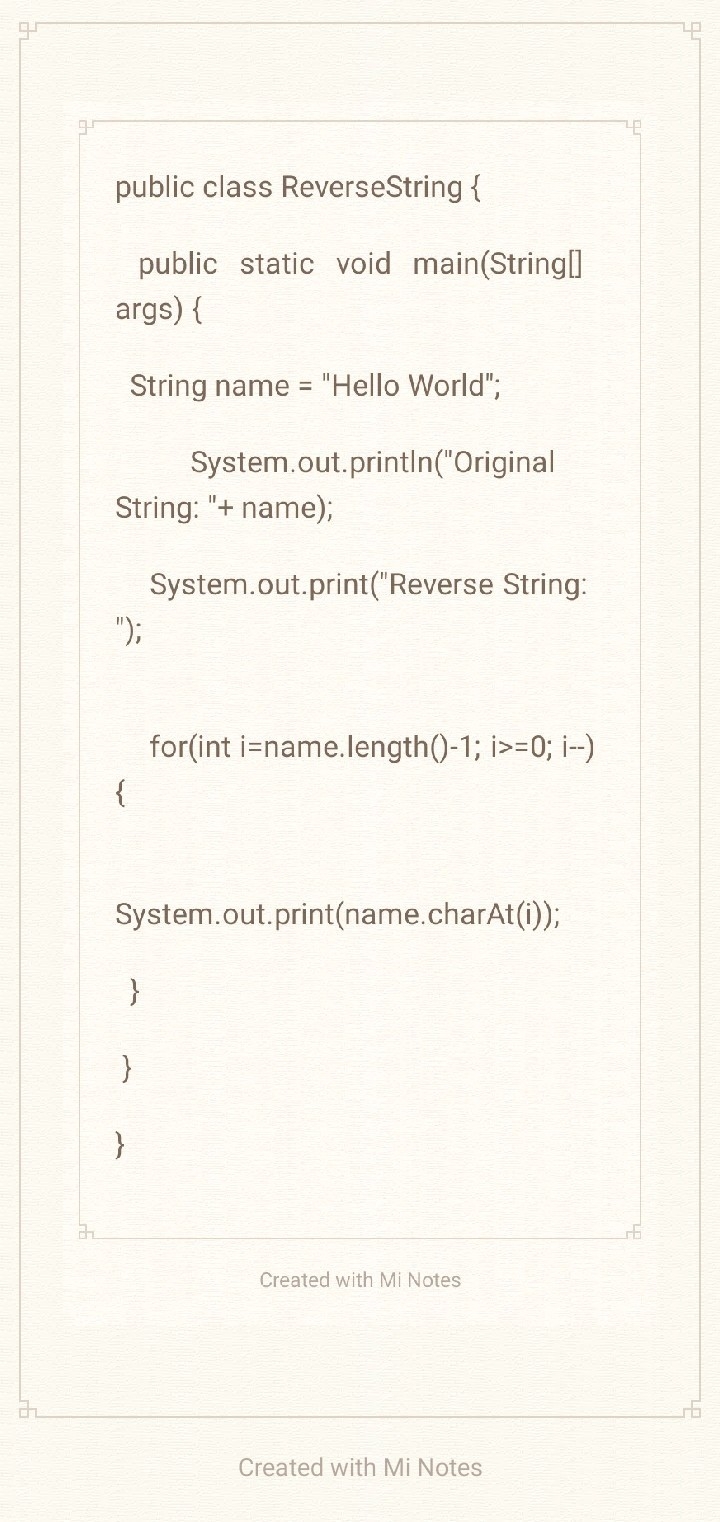 public class ReverseString {
public static void main(String[]
args) {
String name = "Hello World";
System.out.println("Original
String: "+ name);
System.out.print("Reverse String:
");
for(int i=name.length()-1; i>=0; i--)
{
System.out.print(name.charAt(i));
}
}
}
Created with Mi Notes
Created with Mi Notes